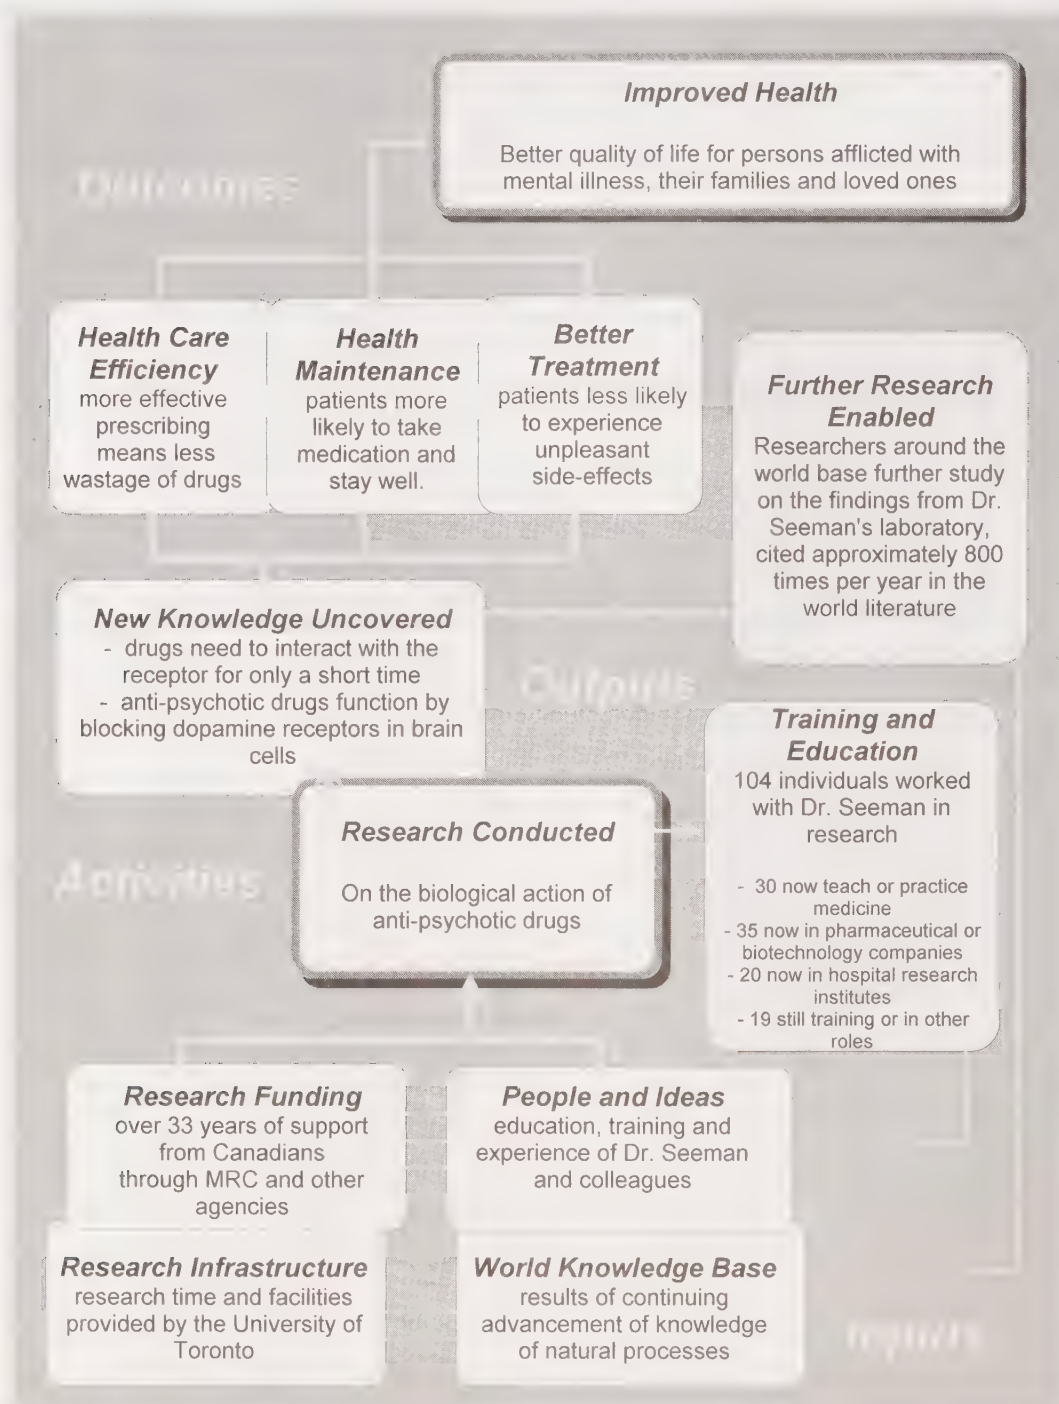 Improved Health
Better quality of life for persons afflicted with
mental illness, their families and loved ones
Outcomes
Health Care
Efficiency
more effective
prescribing
means less
wastage of drugs
Health
Maintenance
patients more
likely to take
medication and
stay well.
Better
Treatment
patients less likely
to experience
unpleasant
side-effects
Further Research
Enabled
Researchers around the
world base further study
on the findings from Dr.
Seeman's laboratory,
cited approximately 800
times per year in the
world literature
New Knowledge Uncovered
- drugs need to interact with the
receptor for only a short time
- anti-psychotic drugs function by
blocking dopamine receptors in brain
cells
Outputs
Training and
Education
104 individuals worked
with Dr. Seeman in
research
- 30 now teach or practice
medicine
- 35 now in pharmaceutical or
biotechnology companies
- 20 now in hospital research
institutes
- 19 still training or in other
roles
Research Conducted
On the biological action of
anti-psychotic drugs
Activities
Research Funding
over 33 years of support
from Canadians
through MRC and other
agencies
People and Ideas
education, training and
experience of Dr. Seeman
and colleagues
Research Infrastructure
research time and facilities
provided by the University of
Toronto
World Knowledge Base
results of continuing
advancement of knowledge
of natural processes
Inputs